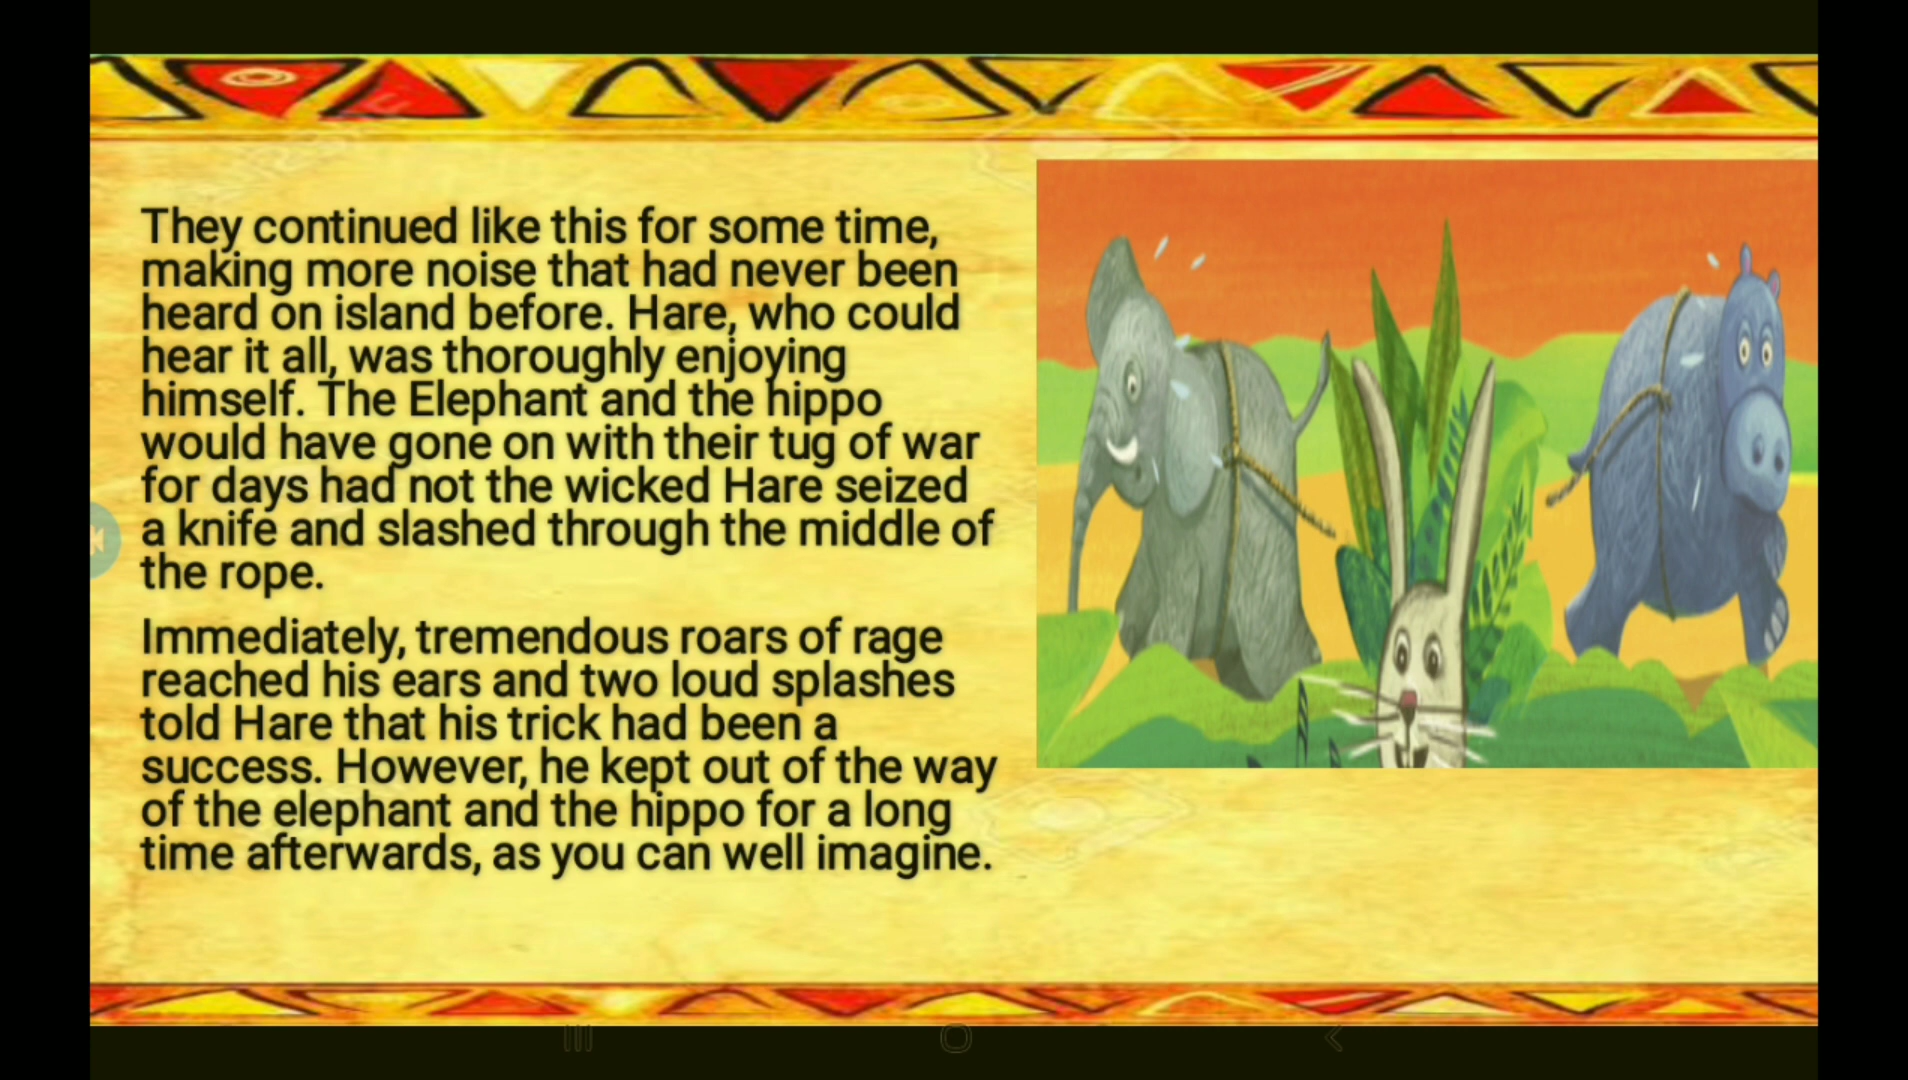 They continued like this for some time,
making more noise that had never been
heard on island before. Hare, who could
hear it all, was thoroughly enjoying
himself. The Elephant and the hippo
would have gone on with their tug of war
for days had not the wicked Hare seized
a knife and slashed through the middle of
the rope.
Immediately, tremendous roars of rage
reached his ears and two loud splashes
told Hare that his trick had been a
success. However, he kept out of the way
of the elephant and the hippo for a long
time afterwards, as you can well imagine.